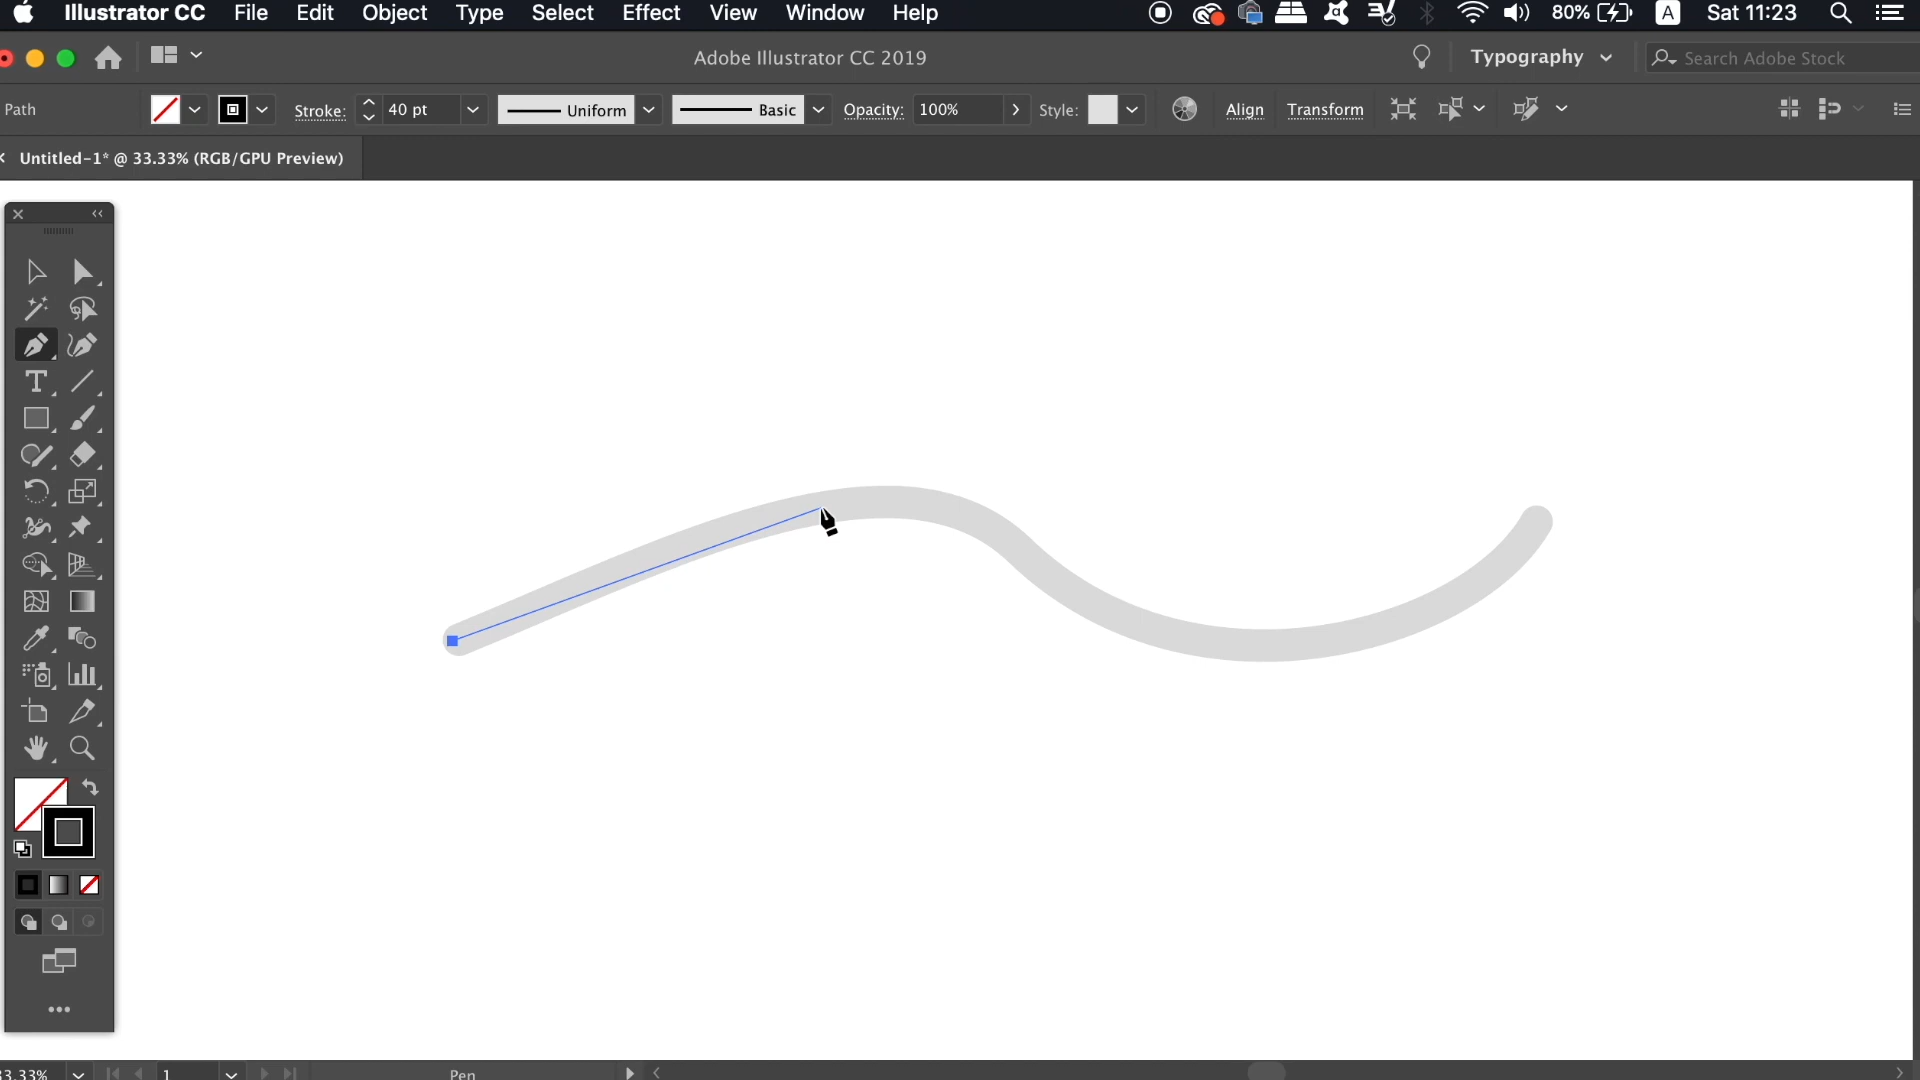 Illustrator CC File Edit Object Type Select Effect View Window Help 80% A Sat 11:23
Adobe Illustrator CC 2019 Typography Search Adobe Stock
Path Stroke: 40 pt Uniform Basic Opacity: 100% Style: Align Transform
Untitled-1* @ 33.33% (RGB/GPU Preview)
33.33% 1 Pen